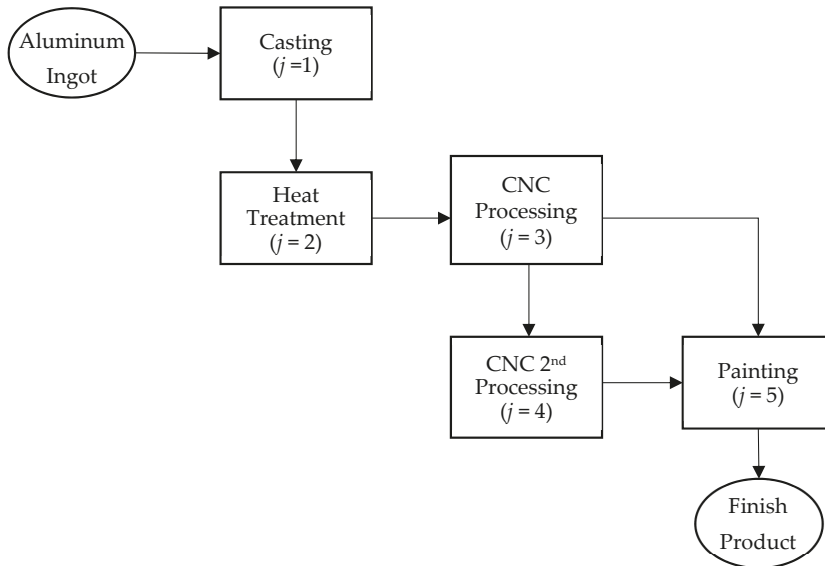 Aluminum
Ingot
Casting
(j =1)
Heat
Treatment
(j = 2)
CNC
Processing
(j = 3)
CNC 2nd
Processing
(j = 4)
Painting
(j = 5)
Finish
Product